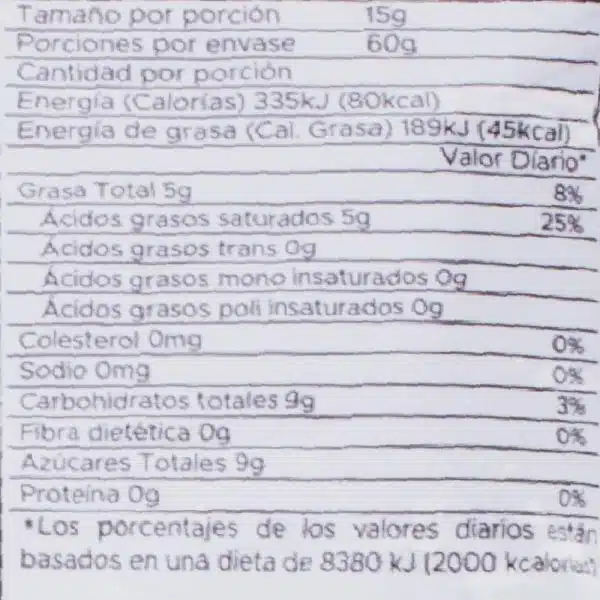 Tamaño por porción 15g
Porciones por envase 60g
Cantidad por porción
Energía (Calorías) 335kJ (80kcal)
Energía de grasa (Cal. Grasa) 189kJ (45kcal)
Valor Diario*
Grasa Total 5g 8%
Ácidos grasos saturados 5g 25%
Ácidos grasos trans 0g
Ácidos grasos mono insaturados 0g
Ácidos grasos poli insaturados 0g
Colesterol 0mg 0%
Sodio 0mg 0%
Carbohidratos totales 9g 3%
Fibra dietética 0g 0%
Azúcares Totales 9g
Proteína 0g 0%
*Los porcentajes de los valores diarios están
basados en una dieta de 8380 kJ (2000 kcalorías)